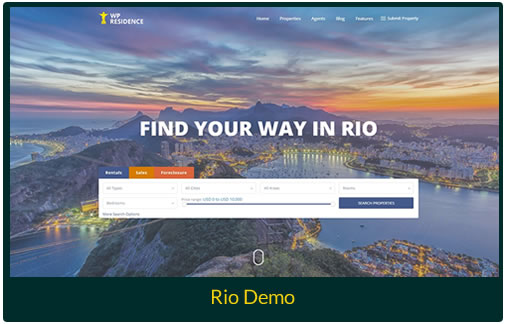 WP
RESIDENCE
Home Properties Agents Blog Features Submit Property
FIND YOUR WAY IN RIO
Rentals Sales Foreclosure
All Types All Cities All Areas Rooms
Bedrooms Price range: USD 0 to USD 10.000 SEARCH PROPERTIES
More Search Options
Rio Demo